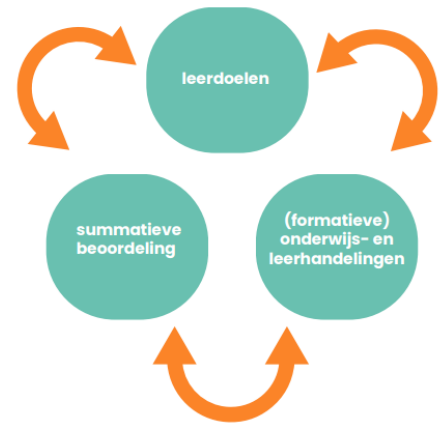 leerdoelen
summatieve
beoordeling
(formatieve)
onderwijs- en
leerhandelingen